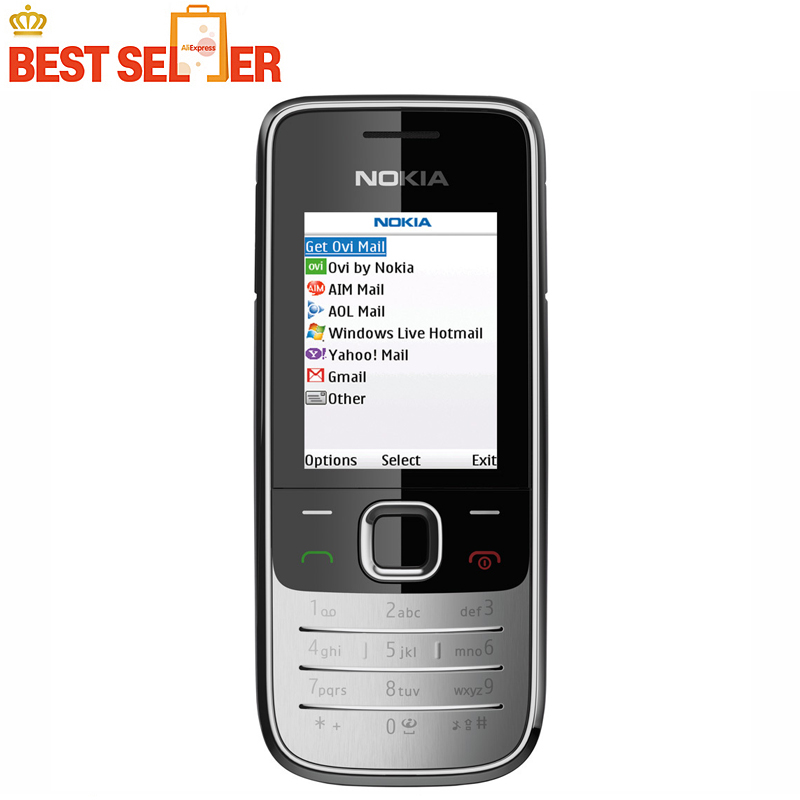 BEST SELLER
AliExpress
NOKIA
NOKIA
Get Ovi Mail
ovi Ovi by Nokia
AIM AIM Mail
AOL Mail
Windows Live Hotmail
Y! Yahoo! Mail
M Gmail
Other
Options Select Exit
1 2abc def3
4ghi 5jkl mno6
7pqrs 8tuv wxyz9
* + 0 #